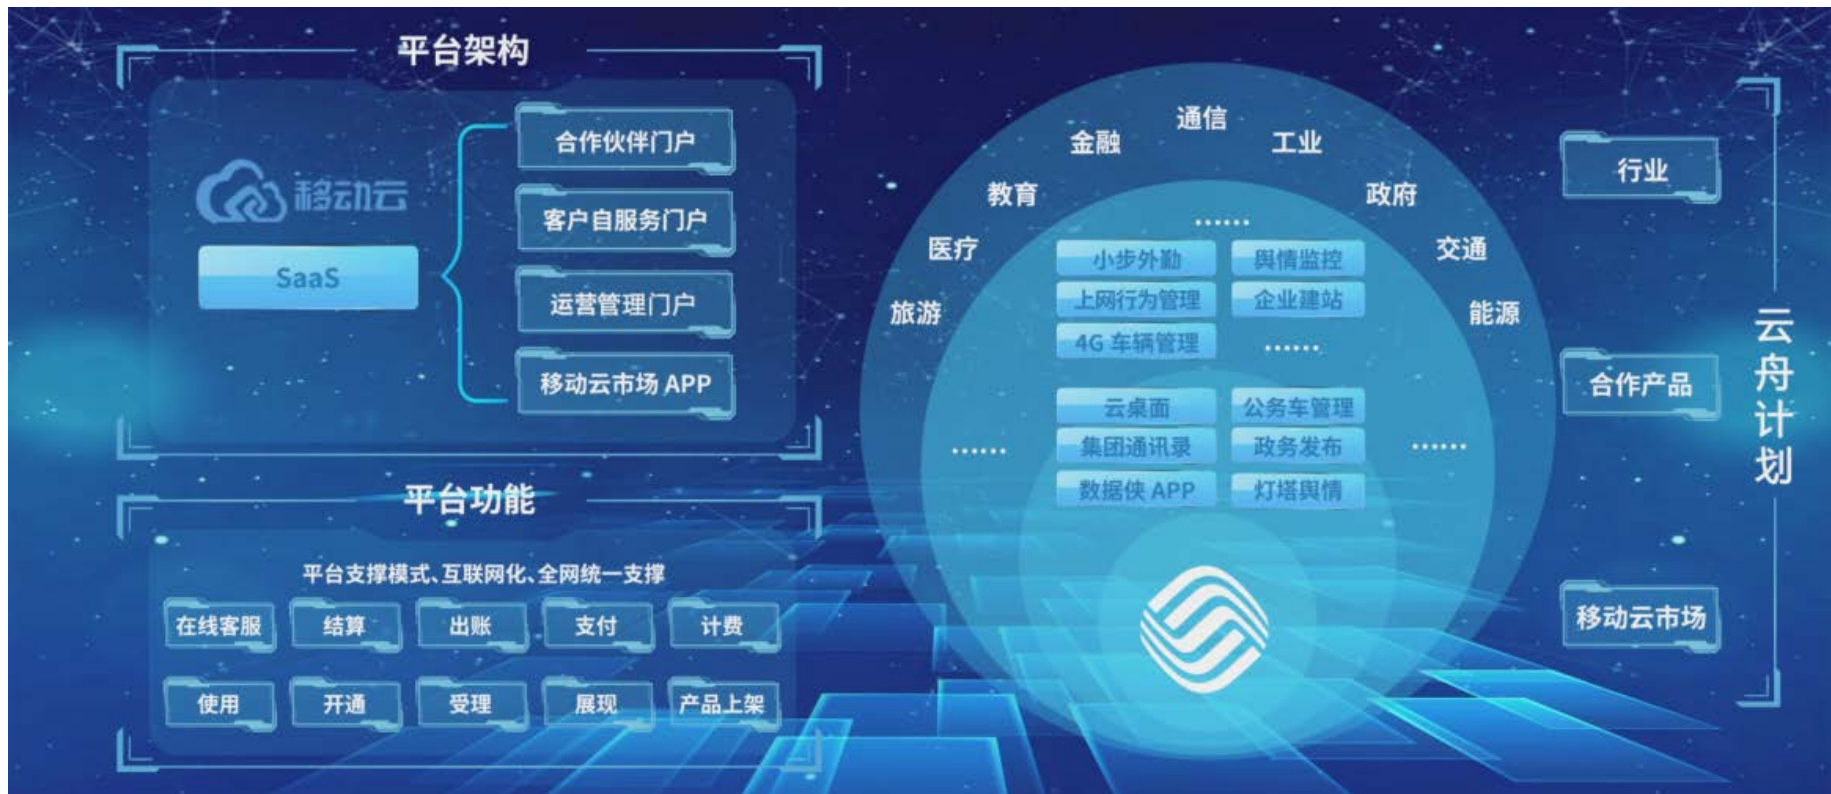 平台架构
移动云
SaaS
合作伙伴门户
客户自服务门户
运营管理门户
移动云市场 APP
平台功能
平台支撑模式、互联网化、全网统一支撑
在线客服 结算 出账 支付 计费
使用 开通 受理 展现 产品上架
通信
金融 工业
教育 政府
医疗 交通
旅游 能源
……
小步外勤 舆情监控
上网行为管理 企业建站
4G 车辆管理 ……
云桌面 公务车管理
…… 集团通讯录 政务发布 ……
数据侠 APP 灯塔舆情
行业
合作产品
移动云市场
云舟计划